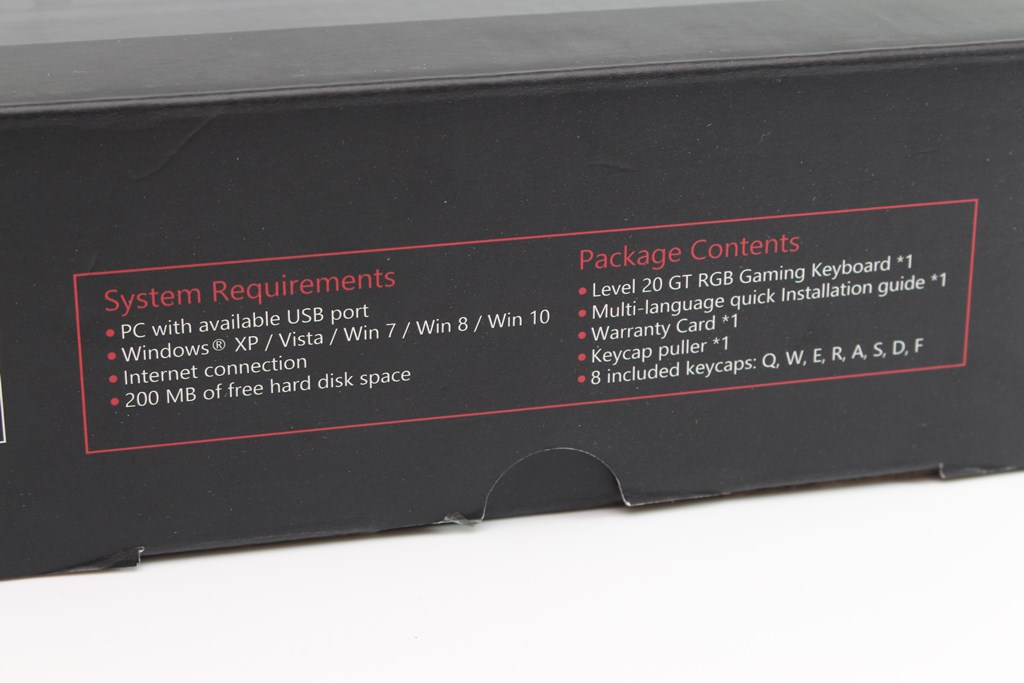 System Requirements
• PC with available USB port
• Windows® XP / Vista / Win 7 / Win 8 / Win 10
• Internet connection
• 200 MB of free hard disk space
Package Contents
• Level 20 GT RGB Gaming Keyboard *1
• Multi-language quick Installation guide *1
• Warranty Card *1
• Keycap puller *1
• 8 included keycaps: Q, W, E, R, A, S, D, F